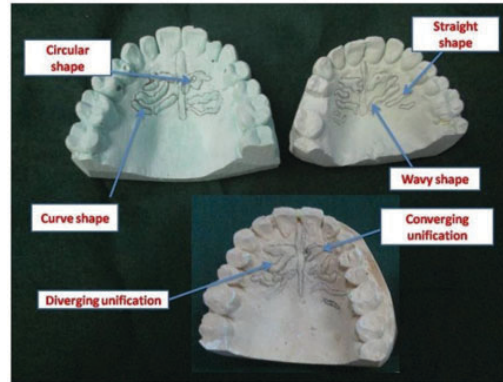 Circular
shape
Straight
shape
Curve shape
Wavy shape
Converging
unification
Diverging unification